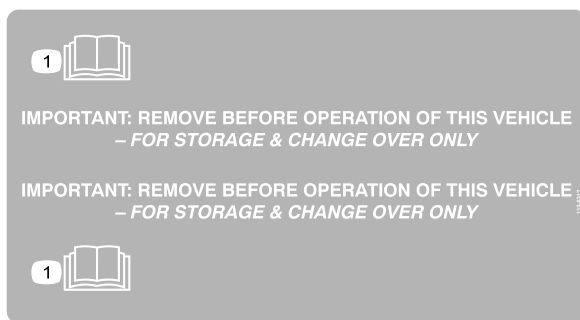 1
IMPORTANT: REMOVE BEFORE OPERATION OF THIS VEHICLE
– FOR STORAGE & CHANGE OVER ONLY
IMPORTANT: REMOVE BEFORE OPERATION OF THIS VEHICLE
– FOR STORAGE & CHANGE OVER ONLY
1